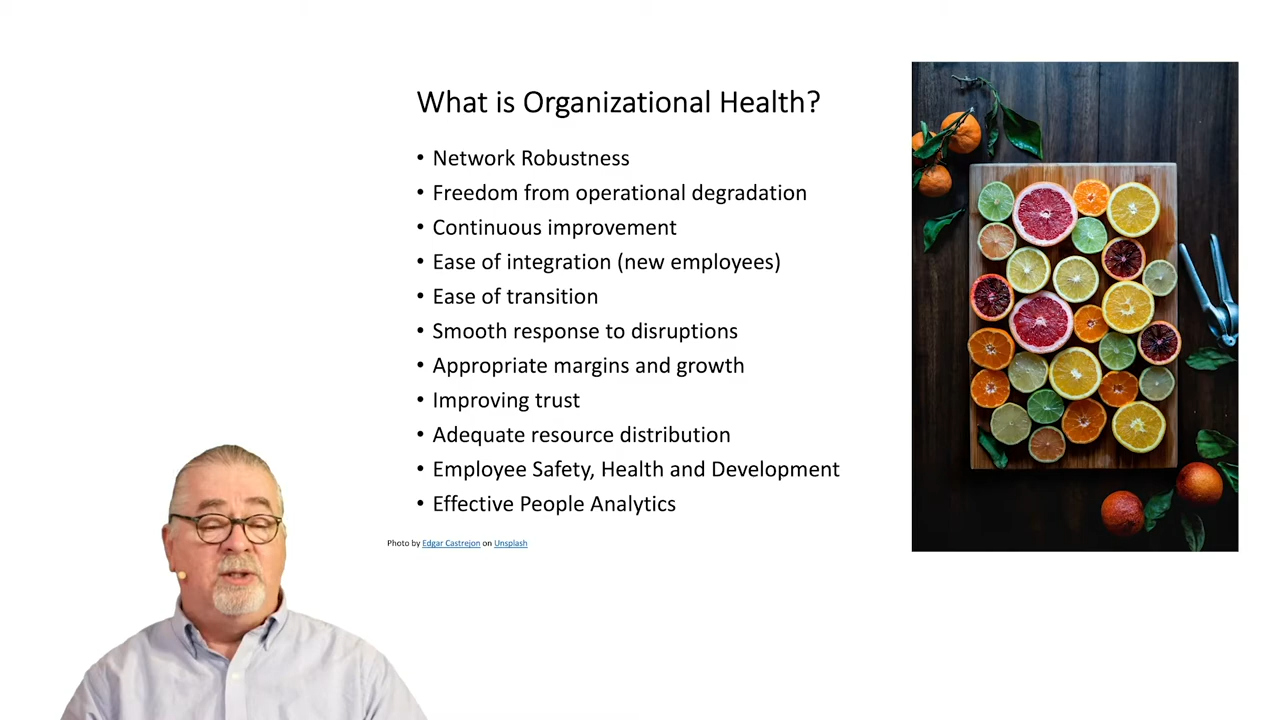 What is Organizational Health?
• Network Robustness
• Freedom from operational degradation
• Continuous improvement
• Ease of integration (new employees)
• Ease of transition
• Smooth response to disruptions
• Appropriate margins and growth
• Improving trust
• Adequate resource distribution
• Employee Safety, Health and Development
• Effective People Analytics
Photo by Edgar Castrejon on Unsplash